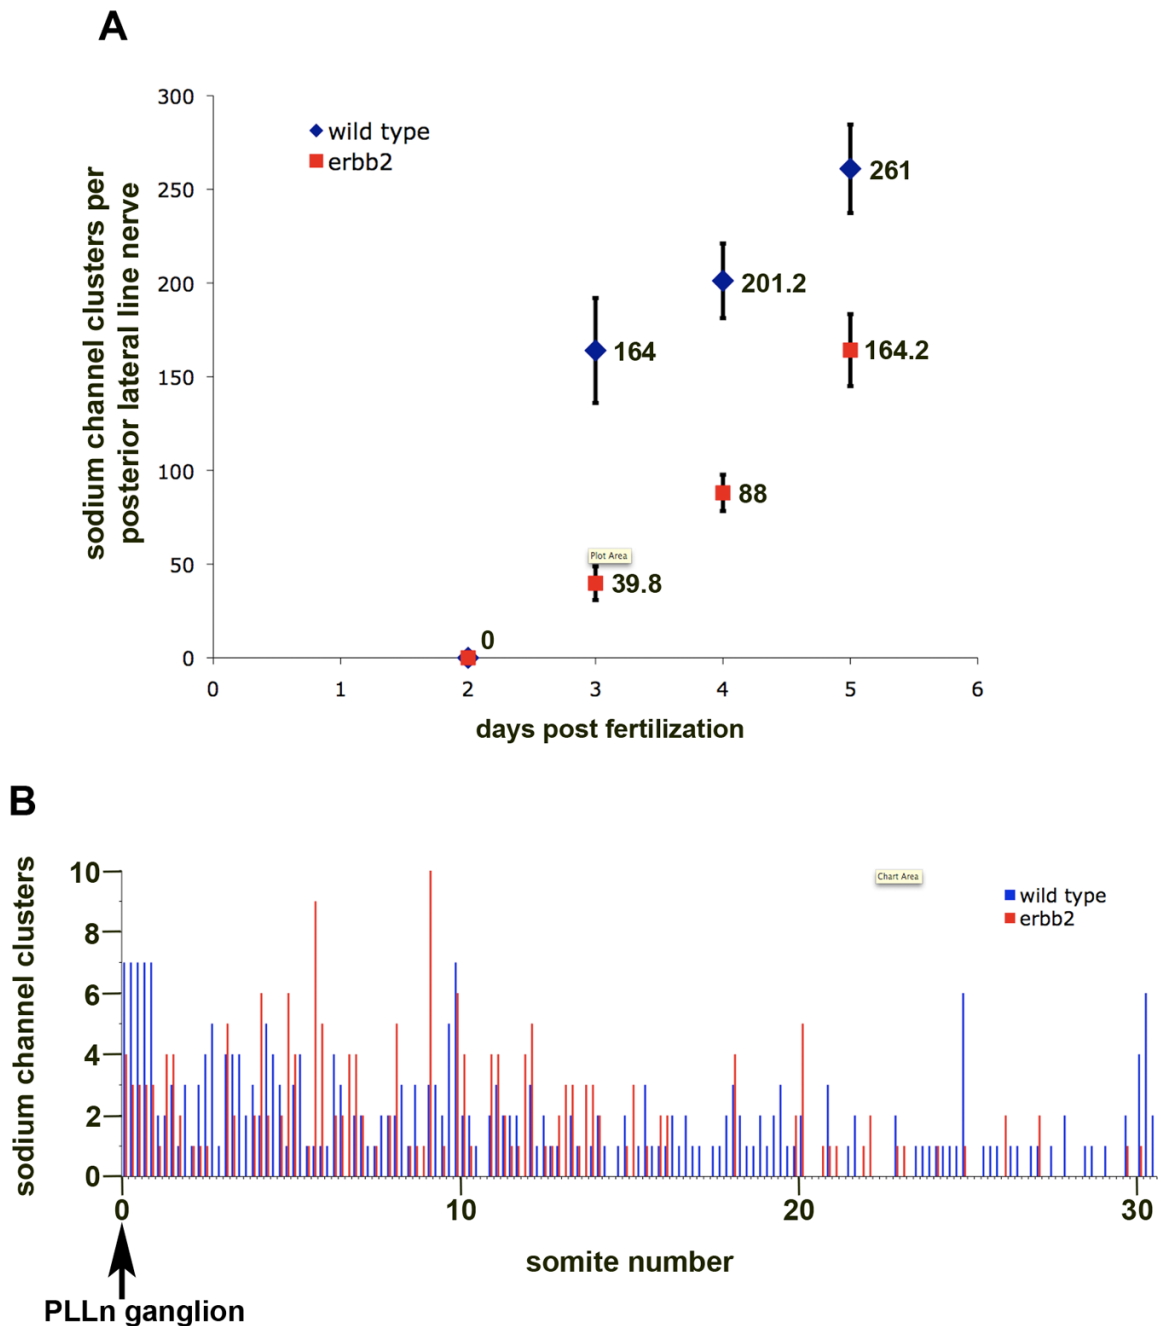 A
300
250
200
150
100
50
0
0 1 2 3 4 5 6
sodium channel clusters per
posterior lateral line nerve
wild type
erbb2
261
201.2
164
164.2
88
Plot Area
39.8
0
days post fertilization
B
10
8
6
4
2
0
sodium channel clusters
Chart Area
wild type
erbb2
0 10 20 30
somite number
PLLn ganglion